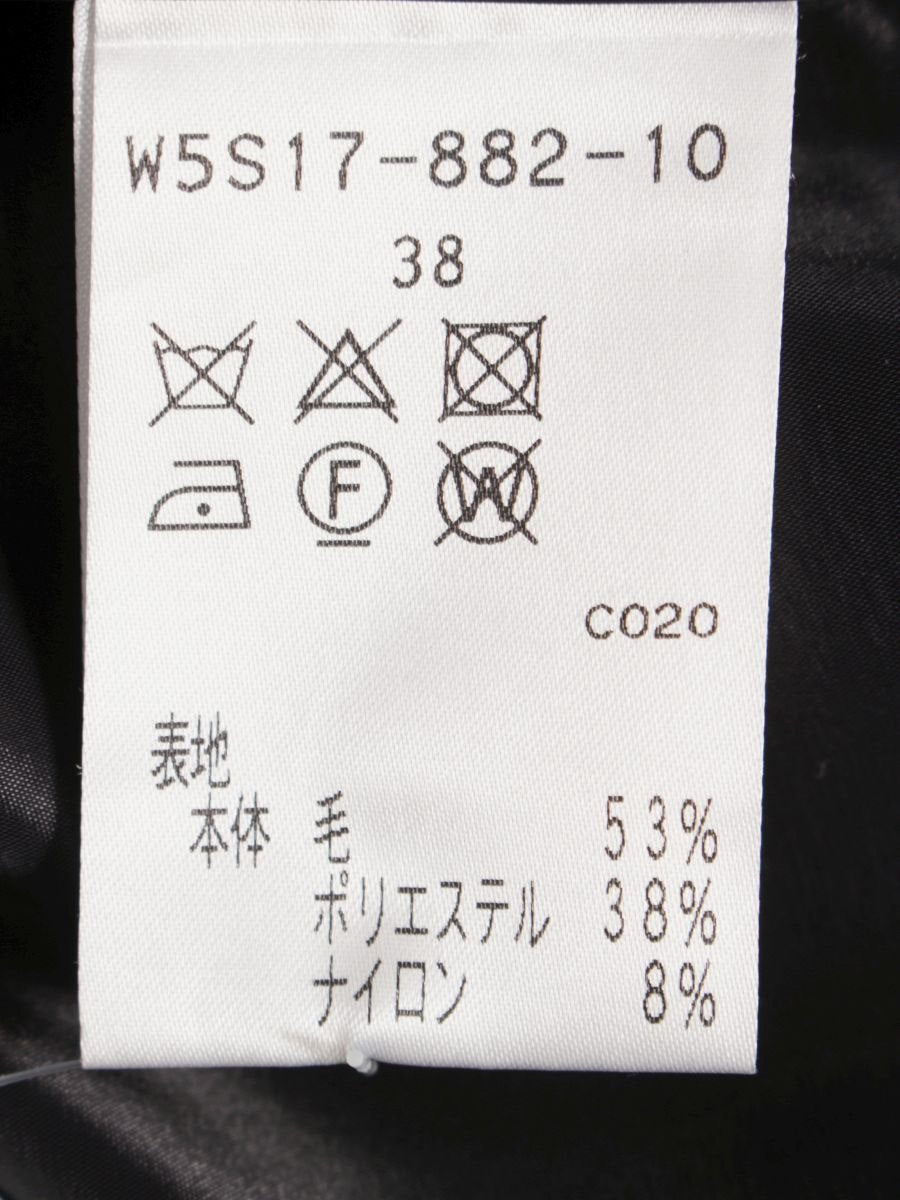 W5S17-882-10
38
F W
C020
表地
本体 毛 53%
ポリエステル 38%
ナイロン 8%